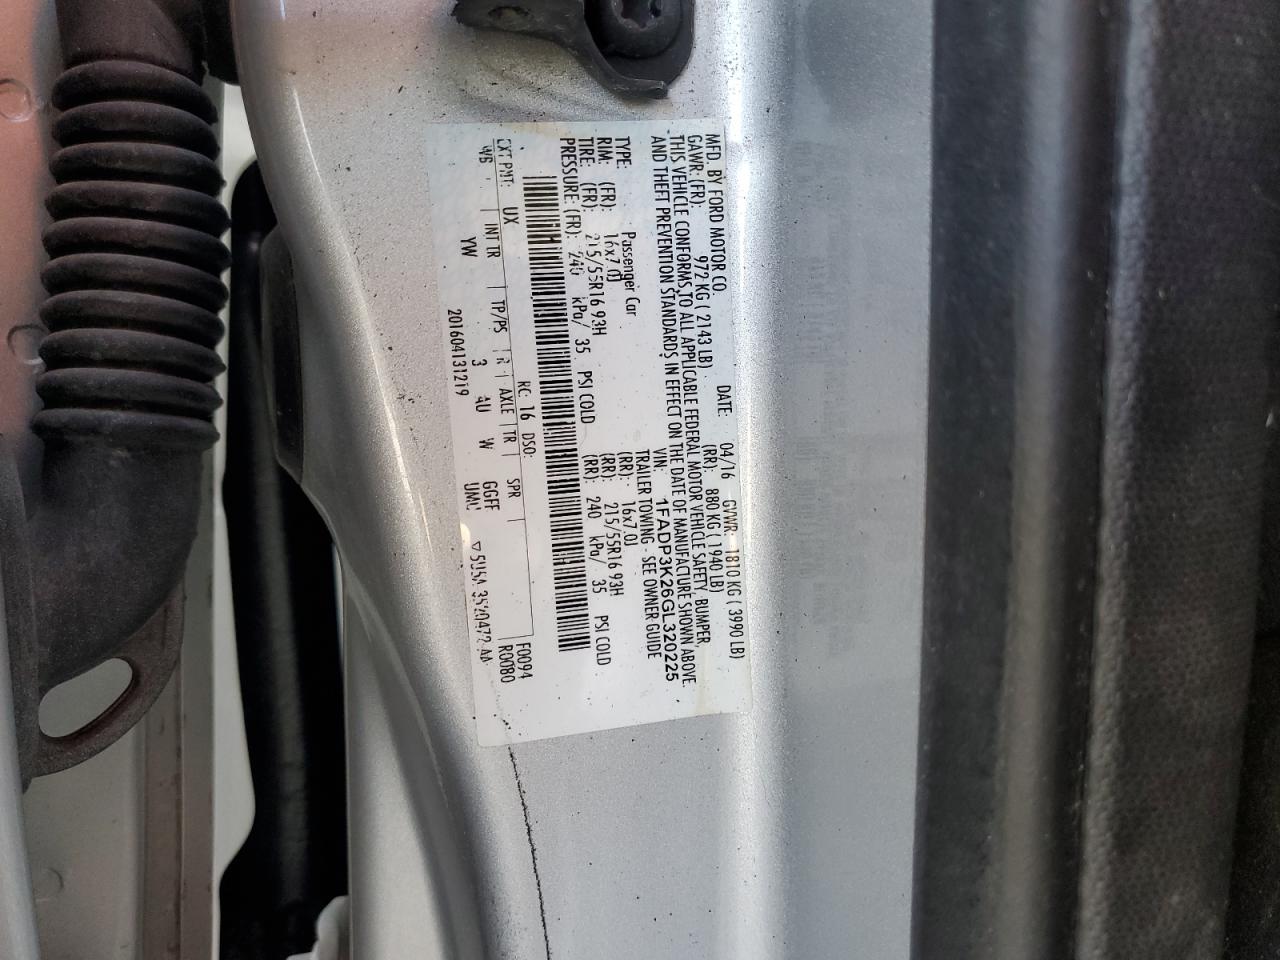 MFD. BY FORD MOTOR CO.
DATE: 04/16 GVWR: 1810 KG ( 3990 LB)
GAWR: (FR): 972 KG ( 2143 LB) (RR): 880 KG ( 1940 LB)
THIS VEHICLE CONFORMS TO ALL APPLICABLE FEDERAL MOTOR VEHICLE SAFETY, BUMPER,
AND THEFT PREVENTION STANDARDS IN EFFECT ON THE DATE OF MANUFACTURE SHOWN ABOVE.
VIN: 1FADP3K26GL320225
TYPE: Passenger Car TRAILER TOWING - SEE OWNER GUIDE
RIM: (FR): 16x7.0J (RR): 16x7.0J
TIRE: (FR): 215/55R16 93H (RR): 215/55R16 93H
PRESSURE: (FR): 240 kPa/ 35 PSI COLD (RR): 240 kPa/ 35 PSI COLD
RC: 16 DSO: F0094
EXT PNT: UX R0080
WB INT TR TP/PS R AXLE TR SPR
YW 3 4U W GGFF
201604131219 UML